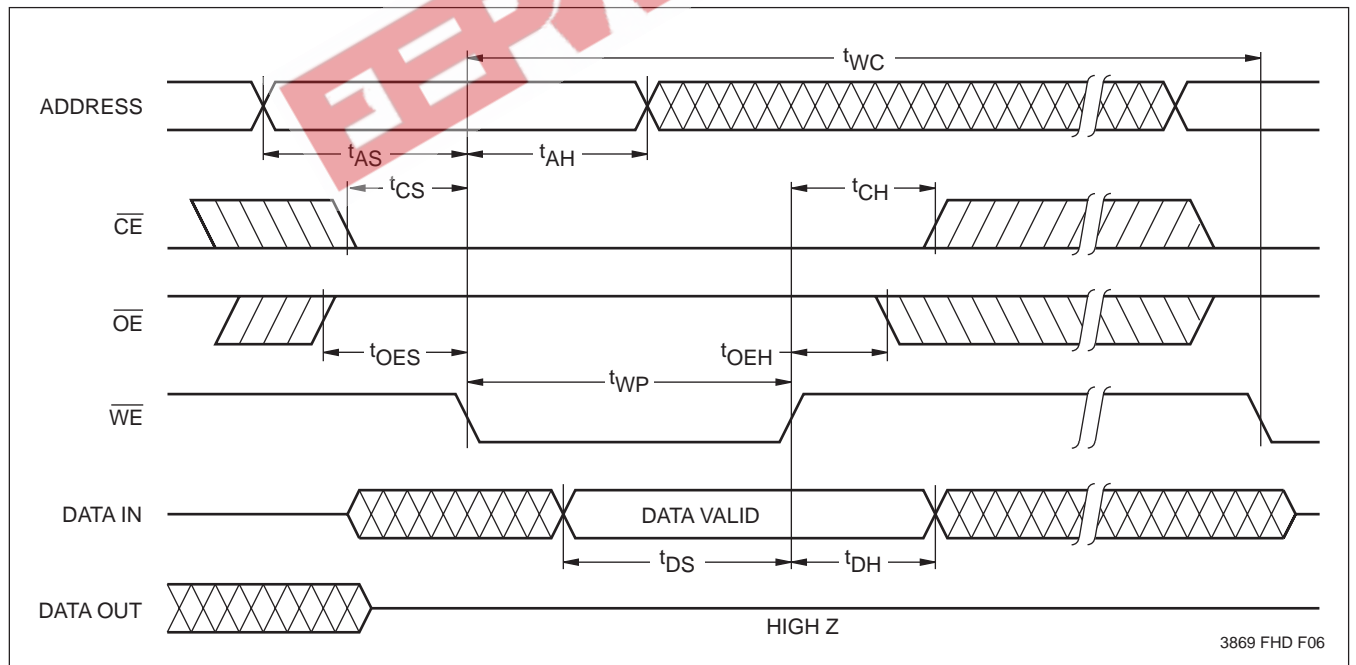 EEPW
tWC
ADDRESS
tAS
tAH
tCS
tCH
CE
OE
tOES
tOEH
tWP
WE
DATA IN
DATA VALID
tDS
tDH
DATA OUT
HIGH Z
3869 FHD F06